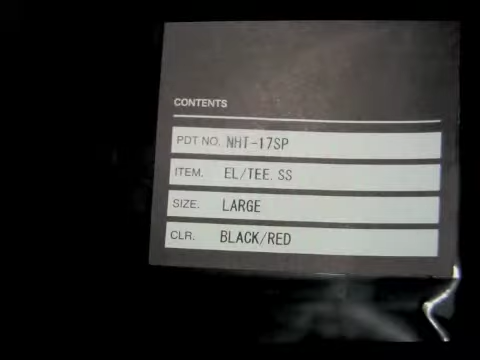 CONTENTS
PDT NO. NHT-17SP
ITEM. EL/TEE.SS
SIZE. LARGE
CLR. BLACK/RED